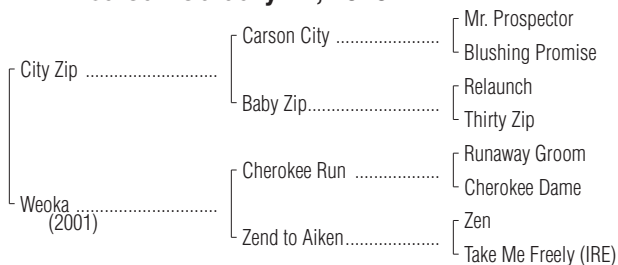 Mr. Prospector
Carson City ....................
Blushing Promise
City Zip .........................
Relaunch
Baby Zip.........................
Thirty Zip
Runaway Groom
Cherokee Run ................
Cherokee Dame
Weoka ...........................
(2001)
Zen
Zend to Aiken..................
Take Me Freely (IRE)